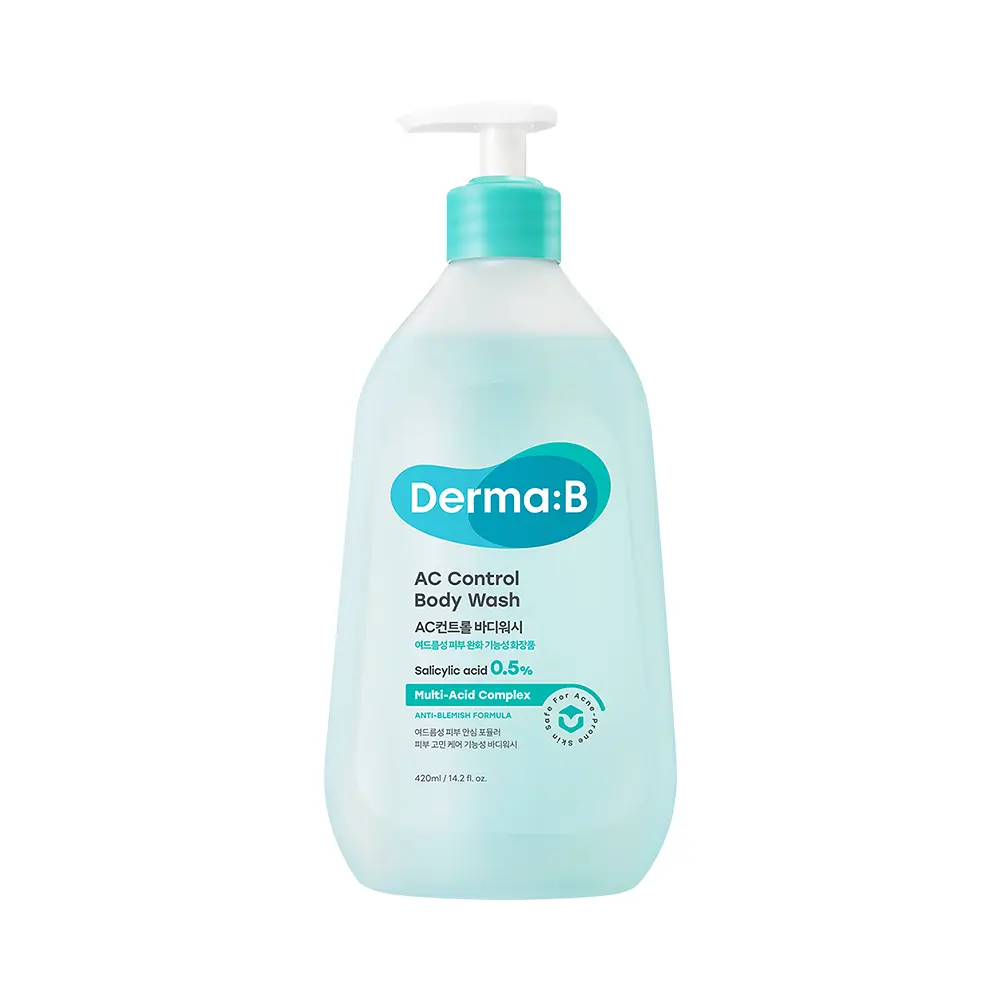 Derma:B
AC Control
Body Wash
AC컨트롤 바디워시
여드름성 피부 완화 기능성 화장품
Salicylic acid 0.5%
Multi-Acid Complex
ANTI-BLEMISH FORMULA
Safe For Acne-Prone Skin
여드름성 피부 안심 포뮬러
피부 고민 케어 기능성 바디워시
420ml / 14.2 fl. oz.